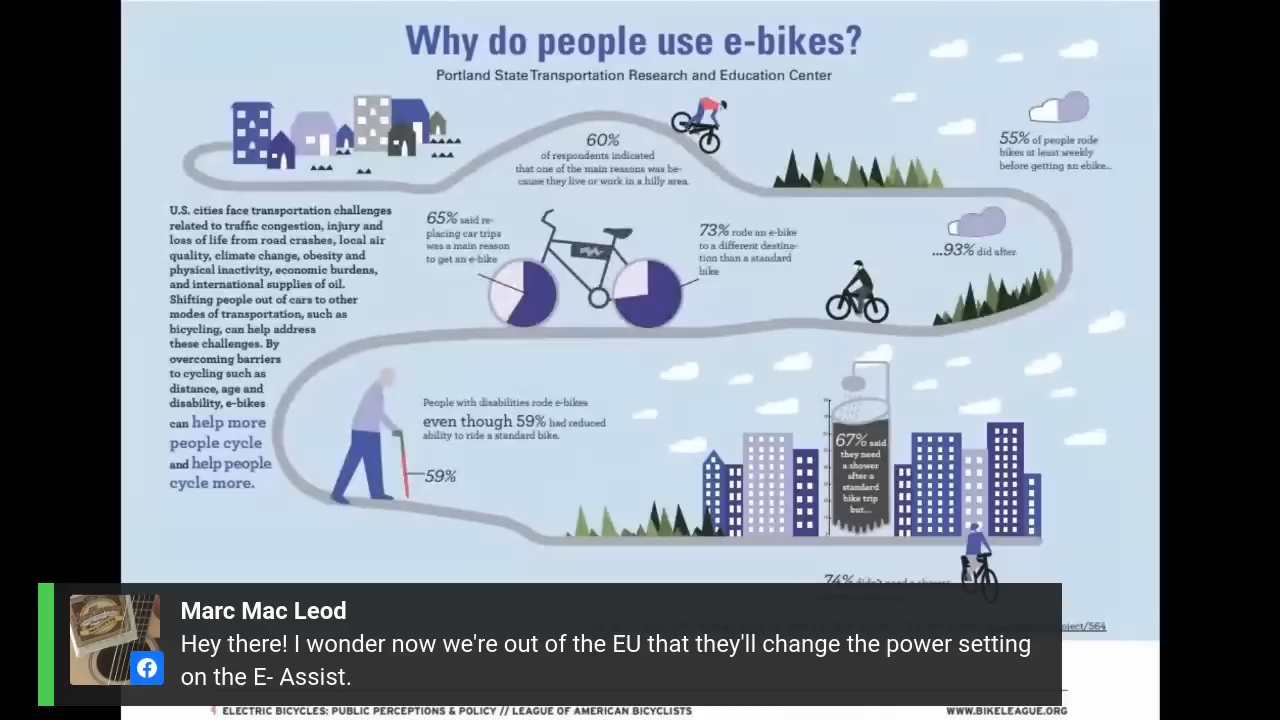 Why do people use e-bikes?
Portland State Transportation Research and Education Center
60%
of respondents indicated
that one of the main reasons was be-
cause they live or work in a hilly area.
55% of people rode
bikes at least weekly
before getting an ebike...
U.S. cities face transportation challenges
related to traffic congestion, injury and
loss of life from road crashes, local air
quality, climate change, obesity and
physical inactivity, economic burdens,
and international supplies of oil.
Shifting people out of cars to other
modes of transportation, such as
bicycling, can help address
these challenges. By
overcoming barriers
to cycling such as
distance, age and
disability, e-bikes
can help more
people cycle
and help people
cycle more.
65% said re-
placing car trips
was a main reason
to get an e-bike
73% rode an e-bike
to a different destina-
tion than a standard
bike
...93% did after.
People with disabilities rode e-bikes
even though 59% had reduced
ability to ride a standard bike.
59%
67% said
they need
a shower
after a
standard
bike trip
but...
74% didn't need a shower
ject/564
Marc Mac Leod
Hey there! I wonder now we're out of the EU that they'll change the power setting
on the E- Assist.
ELECTRIC BICYCLES: PUBLIC PERCEPTIONS & POLICY // LEAGUE OF AMERICAN BICYCLISTS
WWW.BIKELEAGUE.ORG